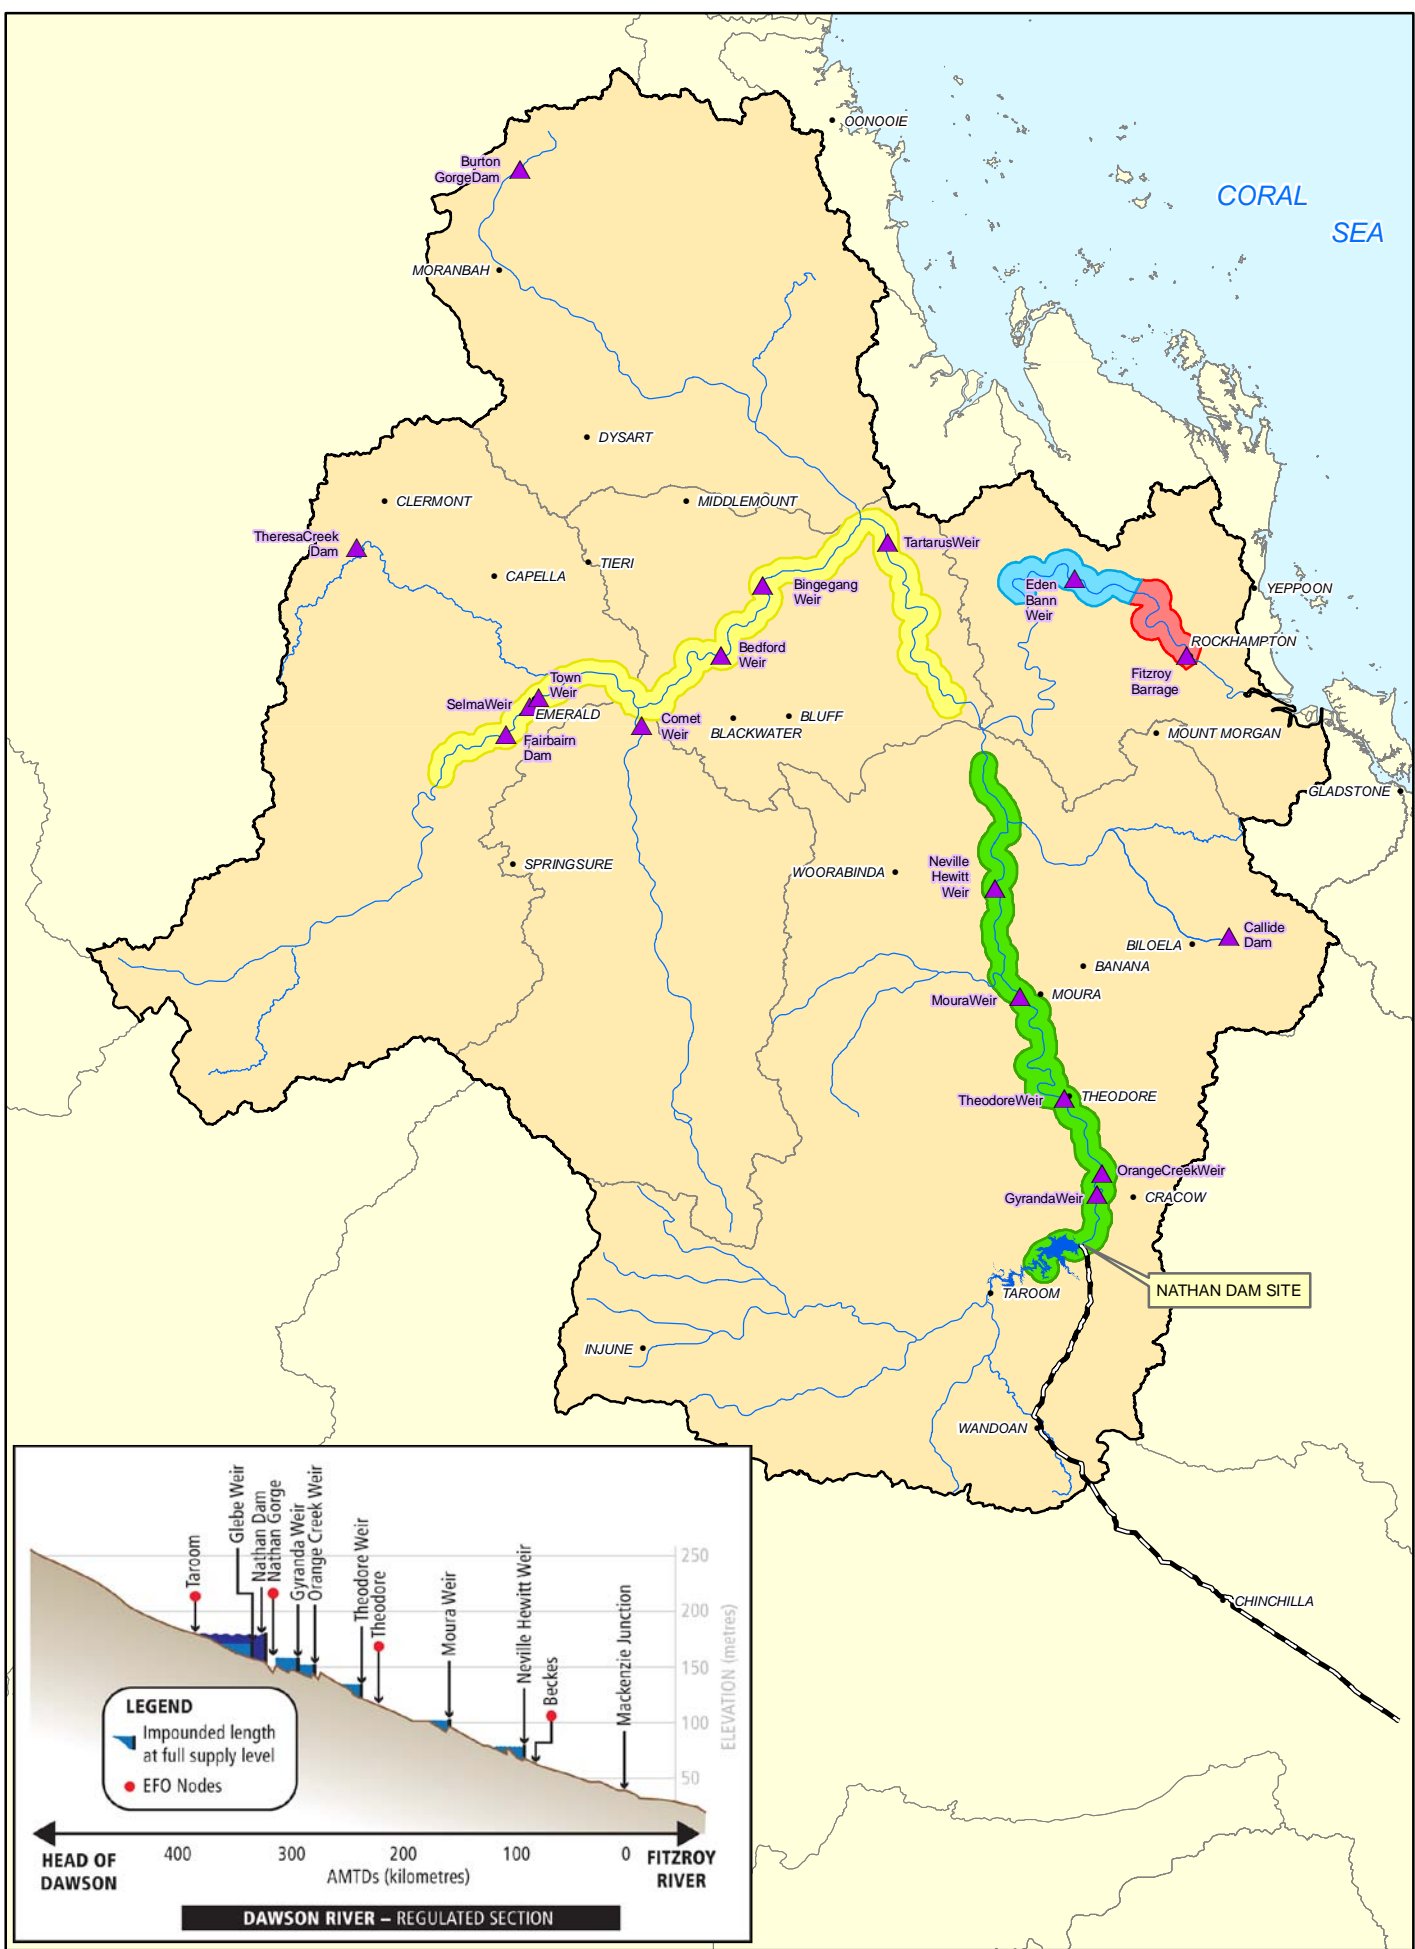 OONOOIE
Burton
GorgeDam
CORAL
SEA
MORANBAH
DYSART
CLERMONT
MIDDLEMOUNT
TheresaCreek
Dam
TartarusWeir
TIERI
CAPELLA
Bingegang
Weir
Eden
Bann
Weir
YEPPOON
ROCKHAMPTON
Bedford
Weir
Fitzroy
Barrage
Town
Weir
SelmaWeir
EMERALD
Comet
Weir
BLUFF
BLACKWATER
Fairbairn
Dam
MOUNT MORGAN
GLADSTONE
SPRINGSURE
WOORABINDA
Neville
Hewitt
Weir
Callide
Dam
BILOELA
BANANA
MouraWeir
MOURA
TheodoreWeir
THEODORE
OrangeCreekWeir
GyrandaWeir
CRACOW
NATHAN DAM SITE
TAROOM
INJUNE
WANDOAN
CHINCHILLA
Taroom
Glebe Weir
Nathan Dam
Nathan Gorge
Gyranda Weir
Orange Creek Weir
Theodore Weir
Theodore
Moura Weir
Neville Hewitt Weir
Beckes
Mackenzie Junction
250
200
150
100
50
ELEVATION (metres)
LEGEND
Impounded length
at full supply level
EFO Nodes
HEAD OF
DAWSON
400
300
200
100
0
FITZROY
RIVER
AMTDs (kilometres)
DAWSON RIVER – REGULATED SECTION